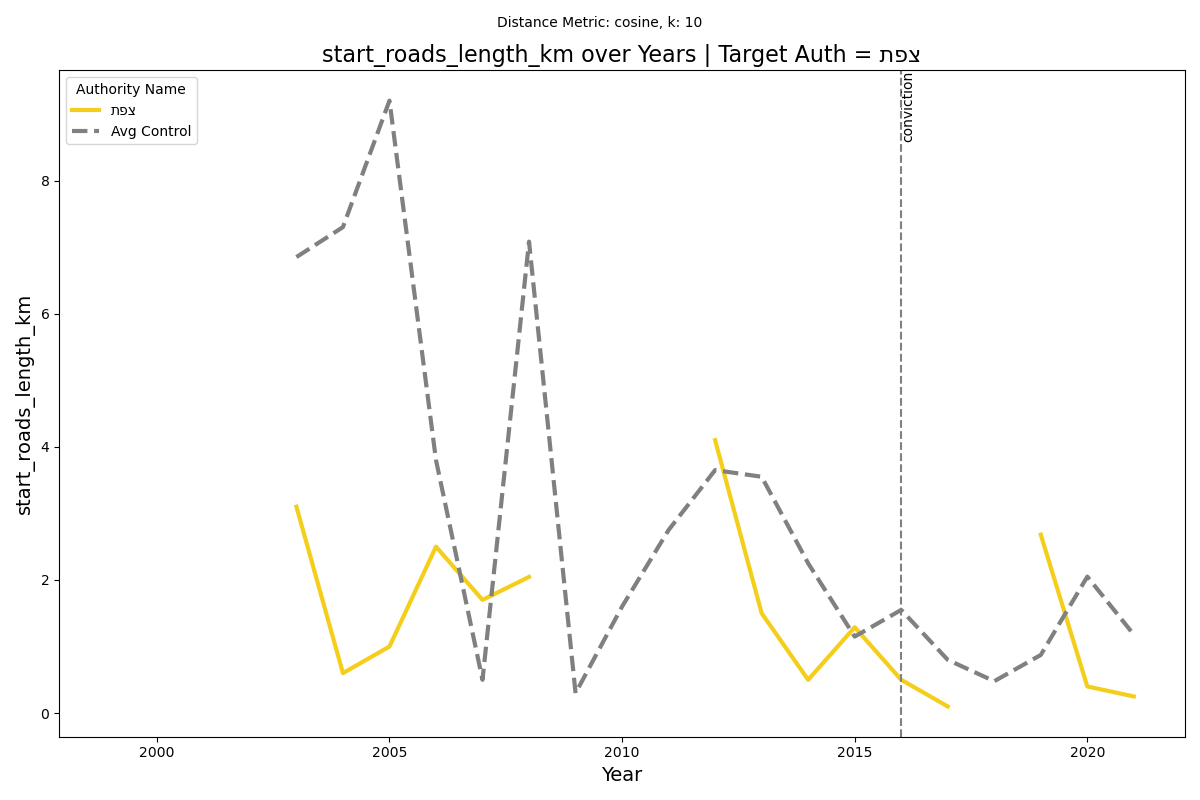 Distance Metric: cosine, k: 10
start_roads_length_km over Years | Target Auth = צפת
Authority Name
צפת
Avg Control
conviction
start_roads_length_km
8
6
4
2
0
2000
2005
2010
2015
2020
Year